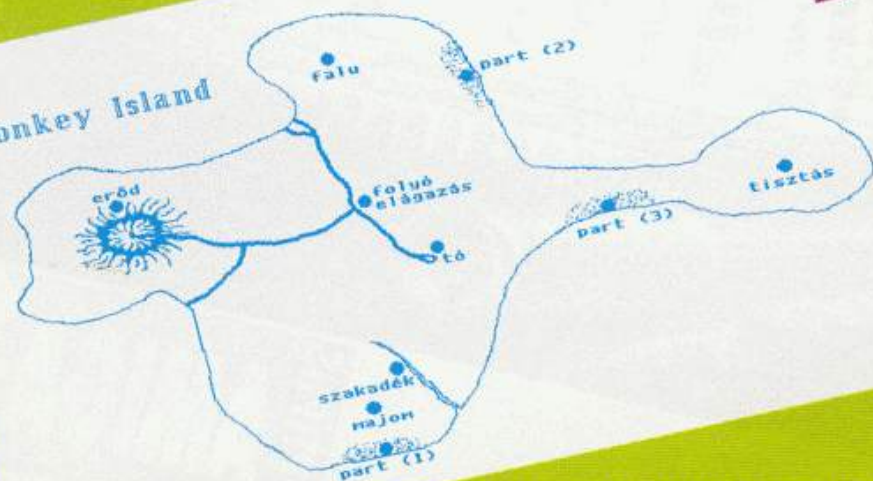 onkey Island
falu
part (2)
erőd
folyó
elágazás
tisztás
part (3)
tó
szakadék
majom
part (1)